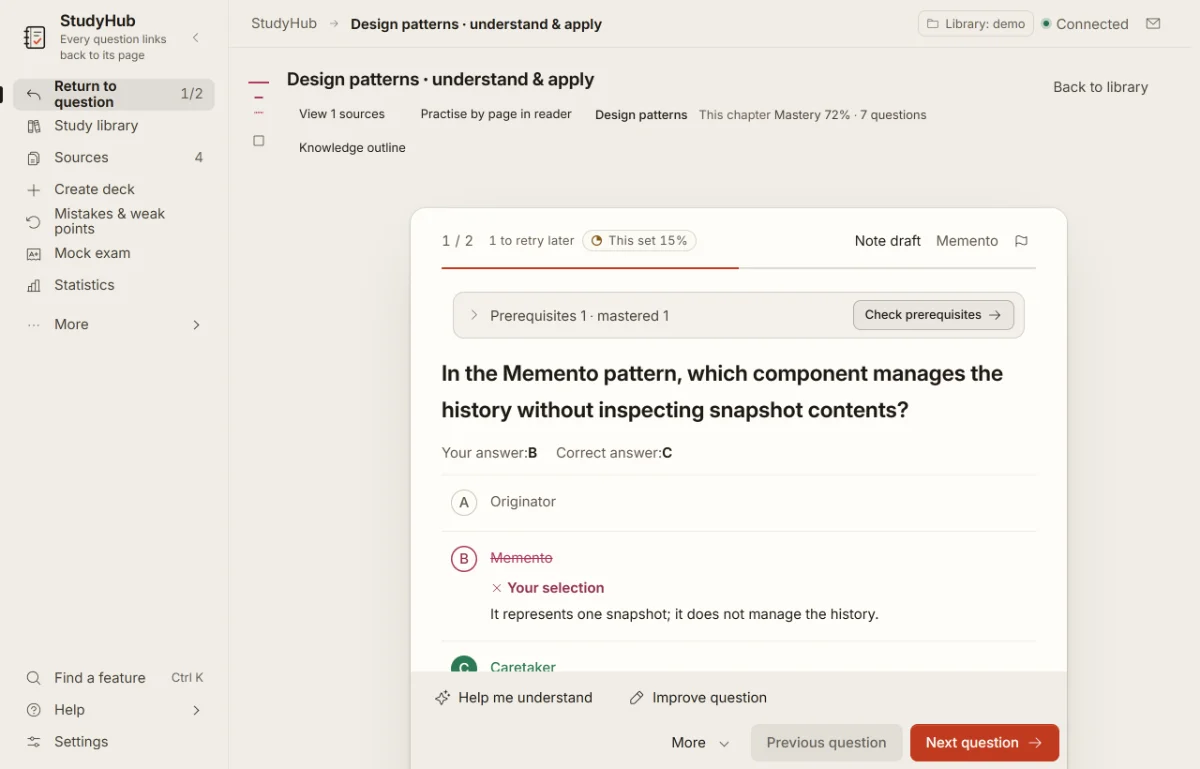 StudyHub
Every question links
back to its page
Return to
question
1/2
Study library
Sources
4
Create deck
Mistakes & weak
points
Mock exam
Statistics
More
Find a feature
Ctrl K
Help
Settings
StudyHub → Design patterns · understand & apply
Library: demo
Connected
Design patterns · understand & apply
Back to library
View 1 sources
Practise by page in reader
Design patterns
This chapter Mastery 72% · 7 questions
Knowledge outline
1 / 2
1 to retry later
This set 15%
Note draft
Memento
Prerequisites 1 · mastered 1
Check prerequisites →
In the Memento pattern, which component manages the
history without inspecting snapshot contents?
Your answer:B
Correct answer:C
A
Originator
B
Memento
× Your selection
It represents one snapshot; it does not manage the history.
C
Caretaker
Help me understand
Improve question
More
Previous question
Next question →